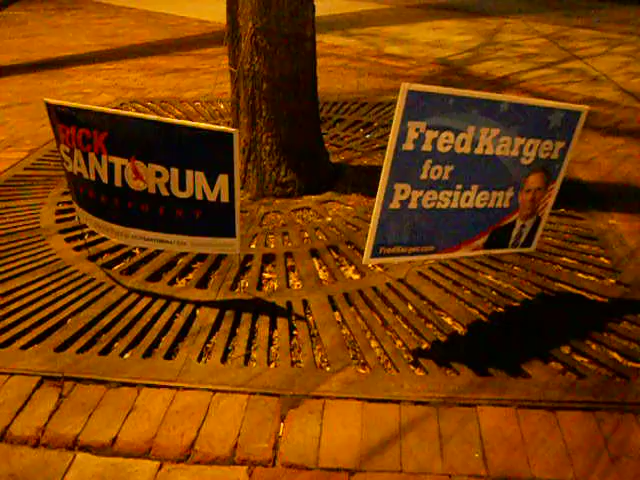 RICK
SANTORUM
PRESIDENT
Fred Karger
for
President
FredKarger.com